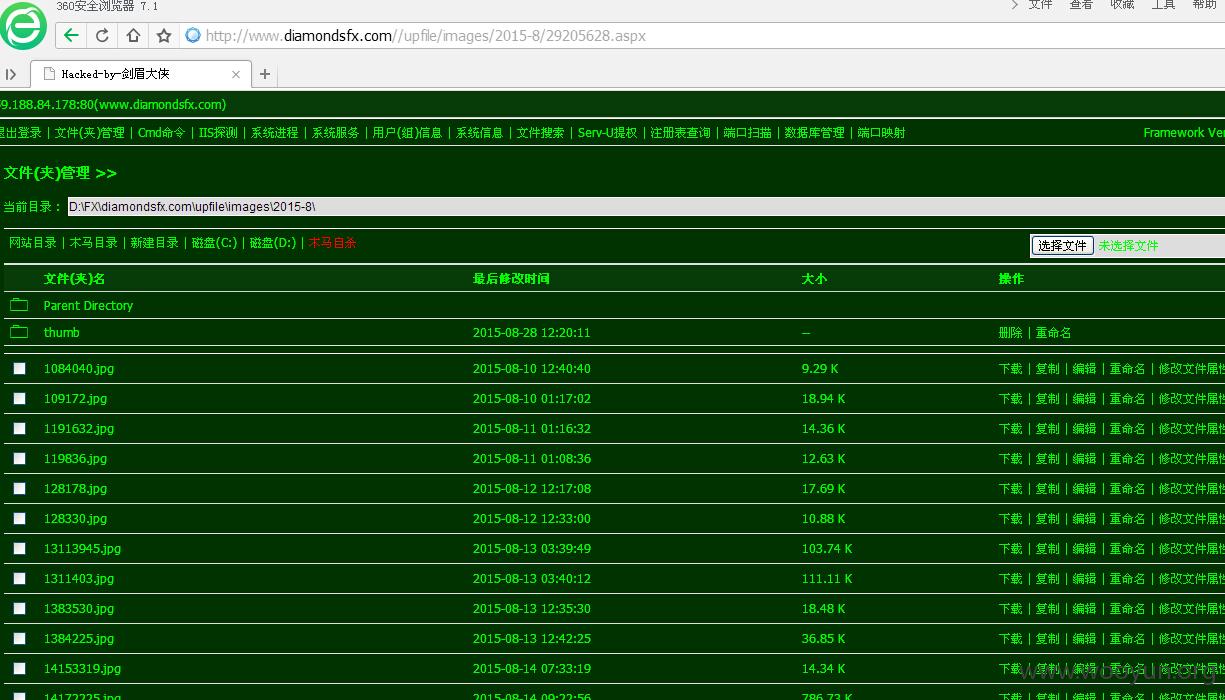 360安全浏览器 7.1
文件 查看 收藏 工具 帮助
http://www.diamondsfx.com//upfile/images/2015-8/29205628.aspx
Hacked-by-剑眉大侠
9.188.84.178:80(www.diamondsfx.com)
退出登录 | 文件(夹)管理 | Cmd命令 | IIS探测 | 系统进程 | 系统服务 | 用户(组)信息 | 系统信息 | 文件搜索 | Serv-U提权 | 注册表查询 | 端口扫描 | 数据库管理 | 端口映射 Framework Ver
文件(夹)管理 >>
当前目录： D:\FX\diamondsfx.com\upfile\images\2015-8\
网站目录 | 木马目录 | 新建目录 | 磁盘(C:) | 磁盘(D:) | 木马自杀 选择文件 未选择文件
文件(夹)名 最后修改时间 大小 操作
Parent Directory
thumb 2015-08-28 12:20:11 -- 删除 | 重命名
1084040.jpg 2015-08-10 12:40:40 9.29 K 下载 | 复制 | 编辑 | 重命名 | 修改文件属性
109172.jpg 2015-08-10 01:17:02 18.94 K 下载 | 复制 | 编辑 | 重命名 | 修改文件属性
1191632.jpg 2015-08-11 01:16:32 14.36 K 下载 | 复制 | 编辑 | 重命名 | 修改文件属性
119836.jpg 2015-08-11 01:08:36 12.63 K 下载 | 复制 | 编辑 | 重命名 | 修改文件属性
128178.jpg 2015-08-12 12:17:08 17.69 K 下载 | 复制 | 编辑 | 重命名 | 修改文件属性
128330.jpg 2015-08-12 12:33:00 10.88 K 下载 | 复制 | 编辑 | 重命名 | 修改文件属性
13113945.jpg 2015-08-13 03:39:49 103.74 K 下载 | 复制 | 编辑 | 重命名 | 修改文件属性
1311403.jpg 2015-08-13 03:40:12 111.11 K 下载 | 复制 | 编辑 | 重命名 | 修改文件属性
1383530.jpg 2015-08-13 12:35:30 18.48 K 下载 | 复制 | 编辑 | 重命名 | 修改文件属性
1384225.jpg 2015-08-13 12:42:25 36.85 K 下载 | 复制 | 编辑 | 重命名 | 修改文件属性
14153319.jpg 2015-08-14 07:33:19 14.34 K 下载 | 复制 | 编辑 | 重命名 | 修改文件属性
14172225.jpg 2015-08-14 09:22:56 786.73 K 下载 | 复制 | 编辑 | 重命名 | 修改文件属性
www.wooyun.org